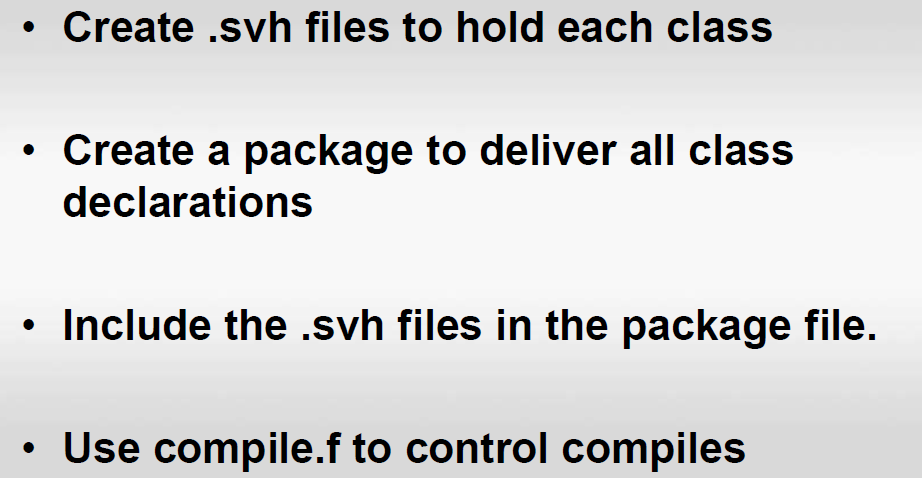 • Create .svh files to hold each class
• Create a package to deliver all class
declarations
• Include the .svh files in the package file.
• Use compile.f to control compiles